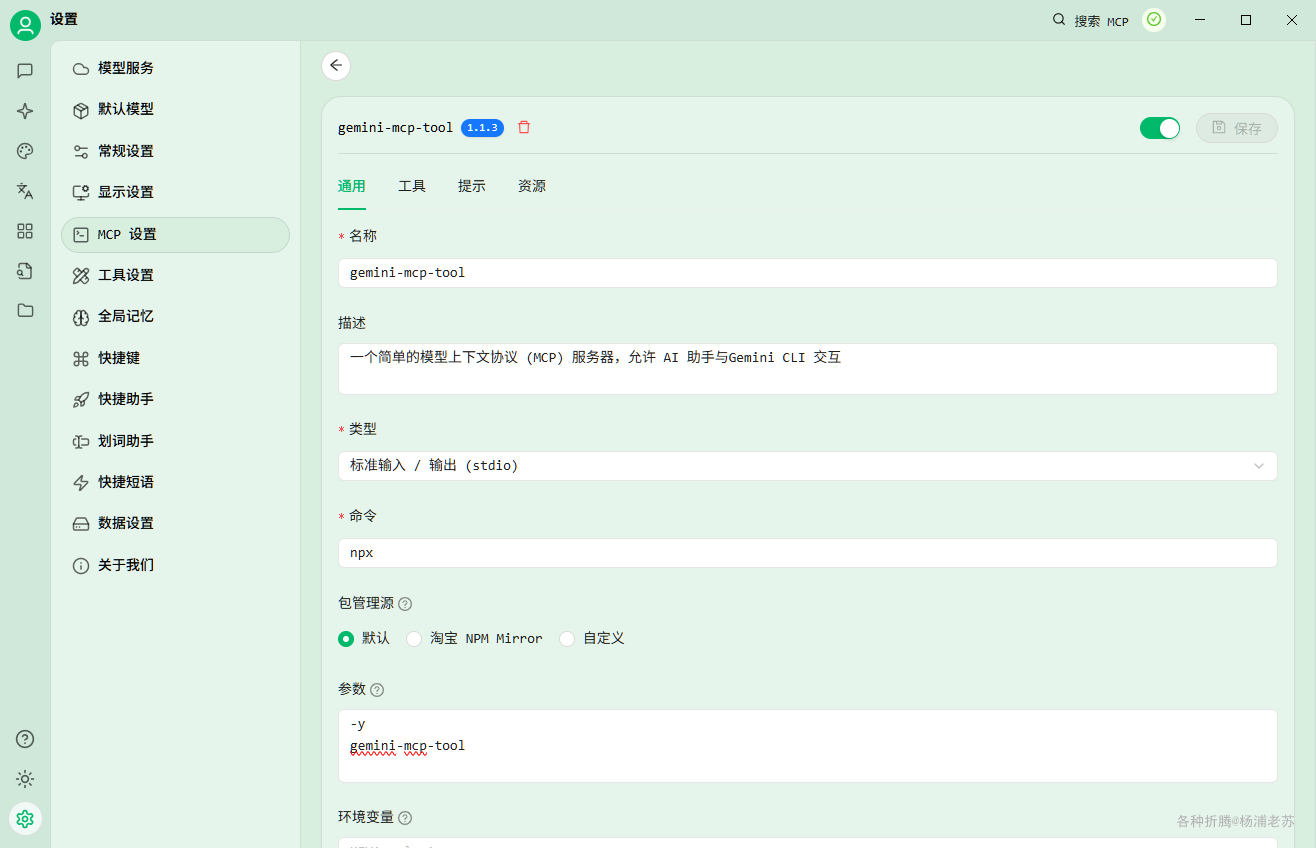 设置
搜索 MCP
模型服务
默认模型
常规设置
显示设置
MCP 设置
工具设置
全局记忆
快捷键
快捷助手
划词助手
快捷短语
数据设置
关于我们
gemini-mcp-tool 1.1.3
保存
通用 工具 提示 资源
* 名称
gemini-mcp-tool
描述
一个简单的模型上下文协议 (MCP) 服务器，允许 AI 助手与Gemini CLI 交互
* 类型
标准输入 / 输出 (stdio)
* 命令
npx
包管理源
默认 淘宝 NPM Mirror 自定义
参数
-y
gemini-mcp-tool
环境变量
各种折腾@杨浦老苏